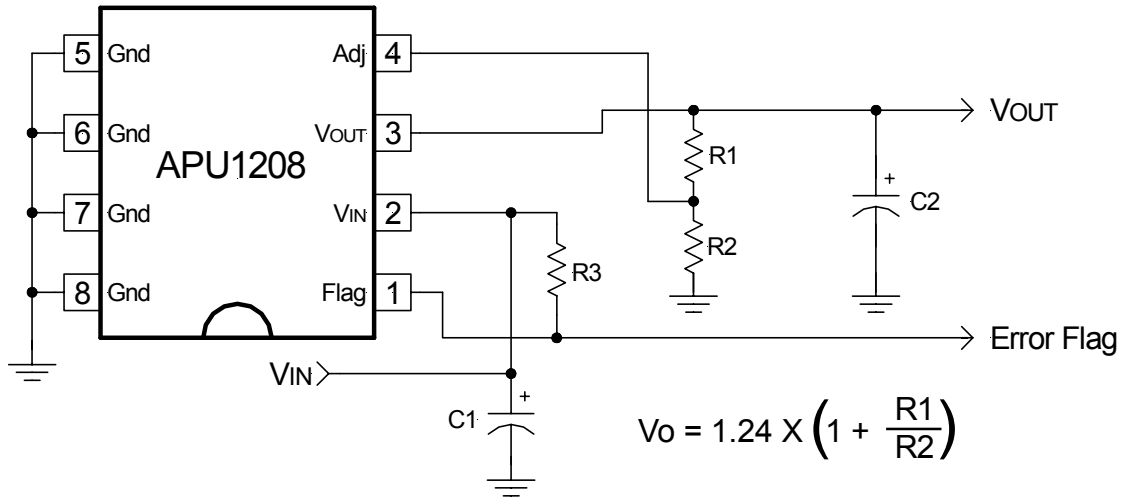 5 Gnd Adj 4
VOUT
6 Gnd VOUT 3
R1
APU1208
+
C2
7 Gnd VIN 2
R2
R3
8 Gnd Flag 1
Error Flag
VIN
+
C1
Vo = 1.24 X (1 + R1/R2)